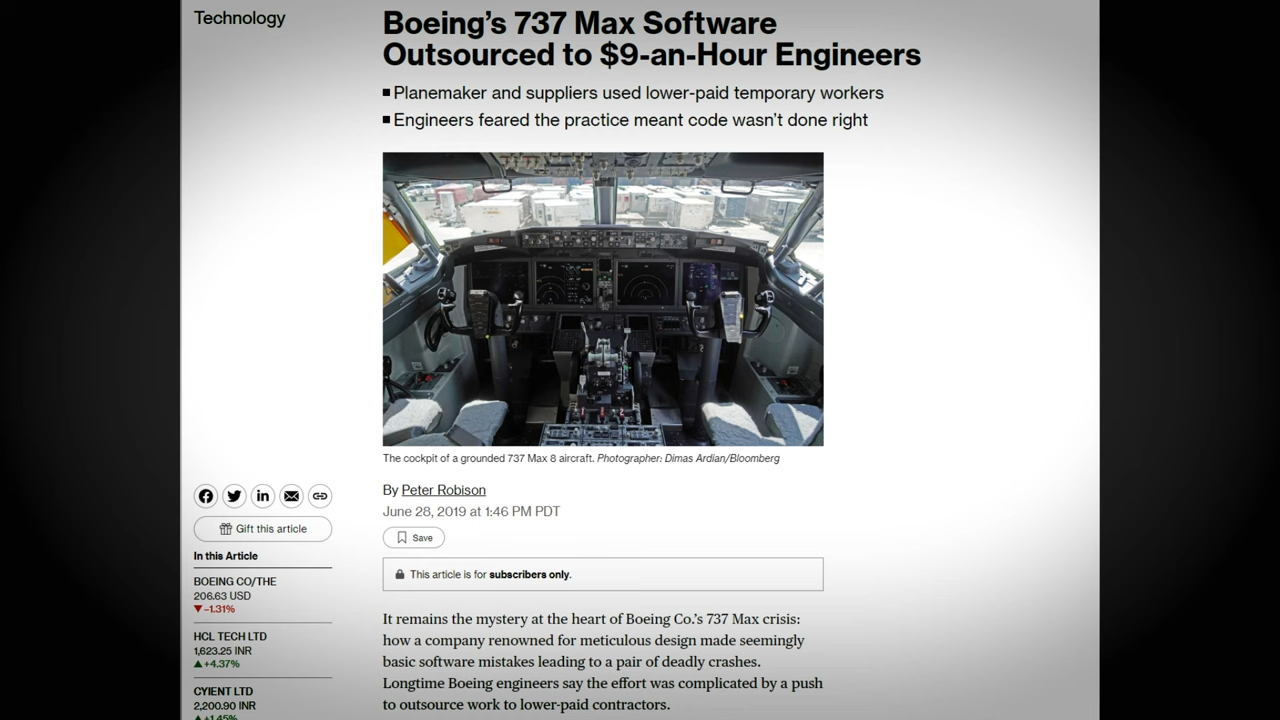 Technology
Boeing's 737 Max Software
Outsourced to $9-an-Hour Engineers
■ Planemaker and suppliers used lower-paid temporary workers
■ Engineers feared the practice meant code wasn't done right
The cockpit of a grounded 737 Max 8 aircraft. Photographer: Dimas Ardian/Bloomberg
By Peter Robison
June 28, 2019 at 1:46 PM PDT
Save
Gift this article
In this Article
BOEING CO/THE
206.63 USD
▼ –1.31%
HCL TECH LTD
1,623.25 INR
▲ +4.37%
CYIENT LTD
2,200.90 INR
▲ +1.45%
This article is for subscribers only.
It remains the mystery at the heart of Boeing Co.'s 737 Max crisis:
how a company renowned for meticulous design made seemingly
basic software mistakes leading to a pair of deadly crashes.
Longtime Boeing engineers say the effort was complicated by a push
to outsource work to lower-paid contractors.